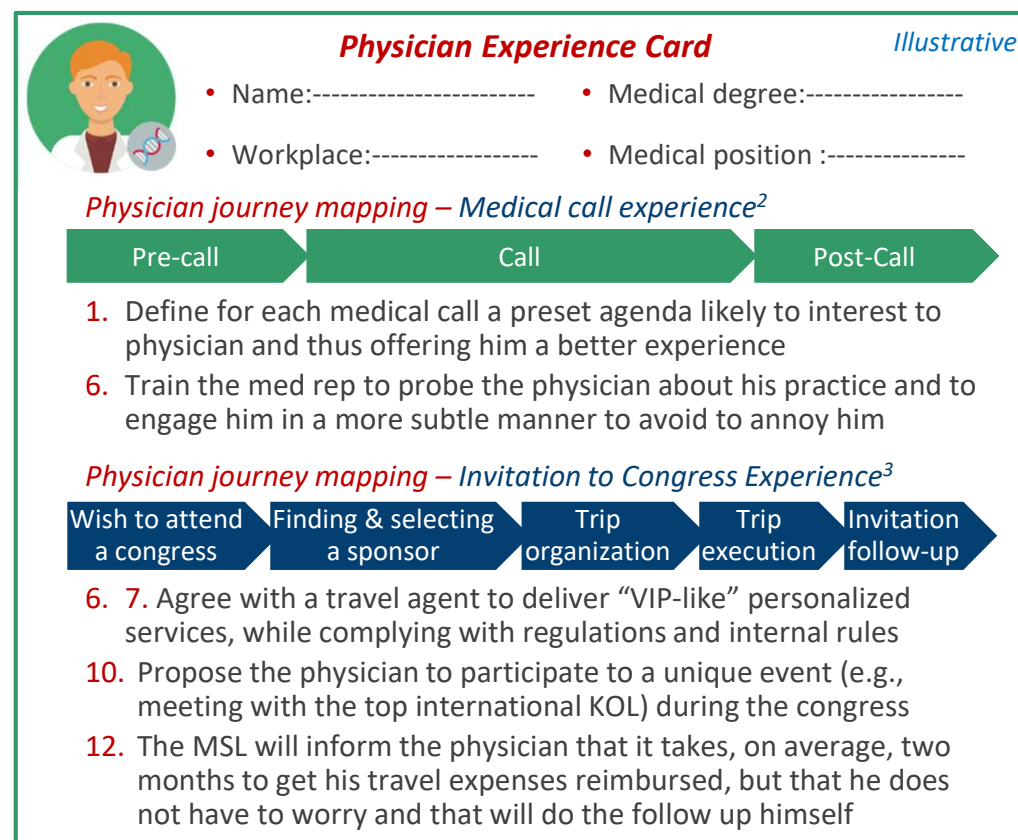 Physician Experience Card
Illustrative
• Name:------------------------
• Medical degree:-----------------
• Workplace:------------------
• Medical position :---------------
Physician journey mapping – Medical call experience2
Pre-call
Call
Post-Call
1. Define for each medical call a preset agenda likely to interest to
physician and thus offering him a better experience
6. Train the med rep to probe the physician about his practice and to
engage him in a more subtle manner to avoid to annoy him
Physician journey mapping – Invitation to Congress Experience3
Wish to attend
a congress
Finding & selecting
a sponsor
Trip
organization
Trip
execution
Invitation
follow-up
6. 7. Agree with a travel agent to deliver “VIP-like” personalized
services, while complying with regulations and internal rules
10. Propose the physician to participate to a unique event (e.g.,
meeting with the top international KOL) during the congress
12. The MSL will inform the physician that it takes, on average, two
months to get his travel expenses reimbursed, but that he does
not have to worry and that will do the follow up himself